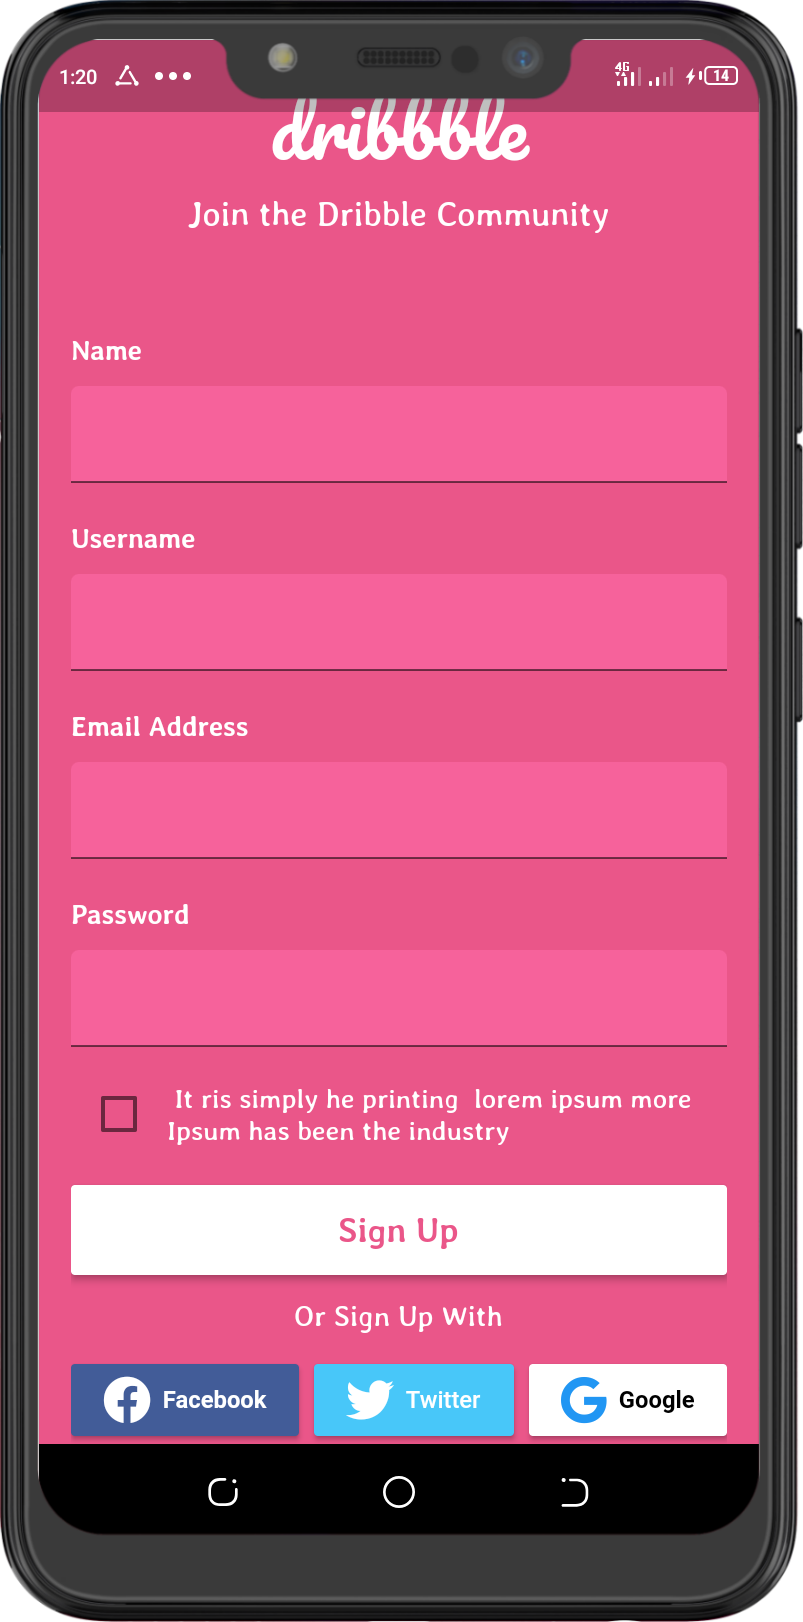 1:20 4G 14
dribbble
Join the Dribble Community
Name
Username
Email Address
Password
It ris simply he printing  lorem ipsum more
Ipsum has been the industry
Sign Up
Or Sign Up With
Facebook Twitter Google